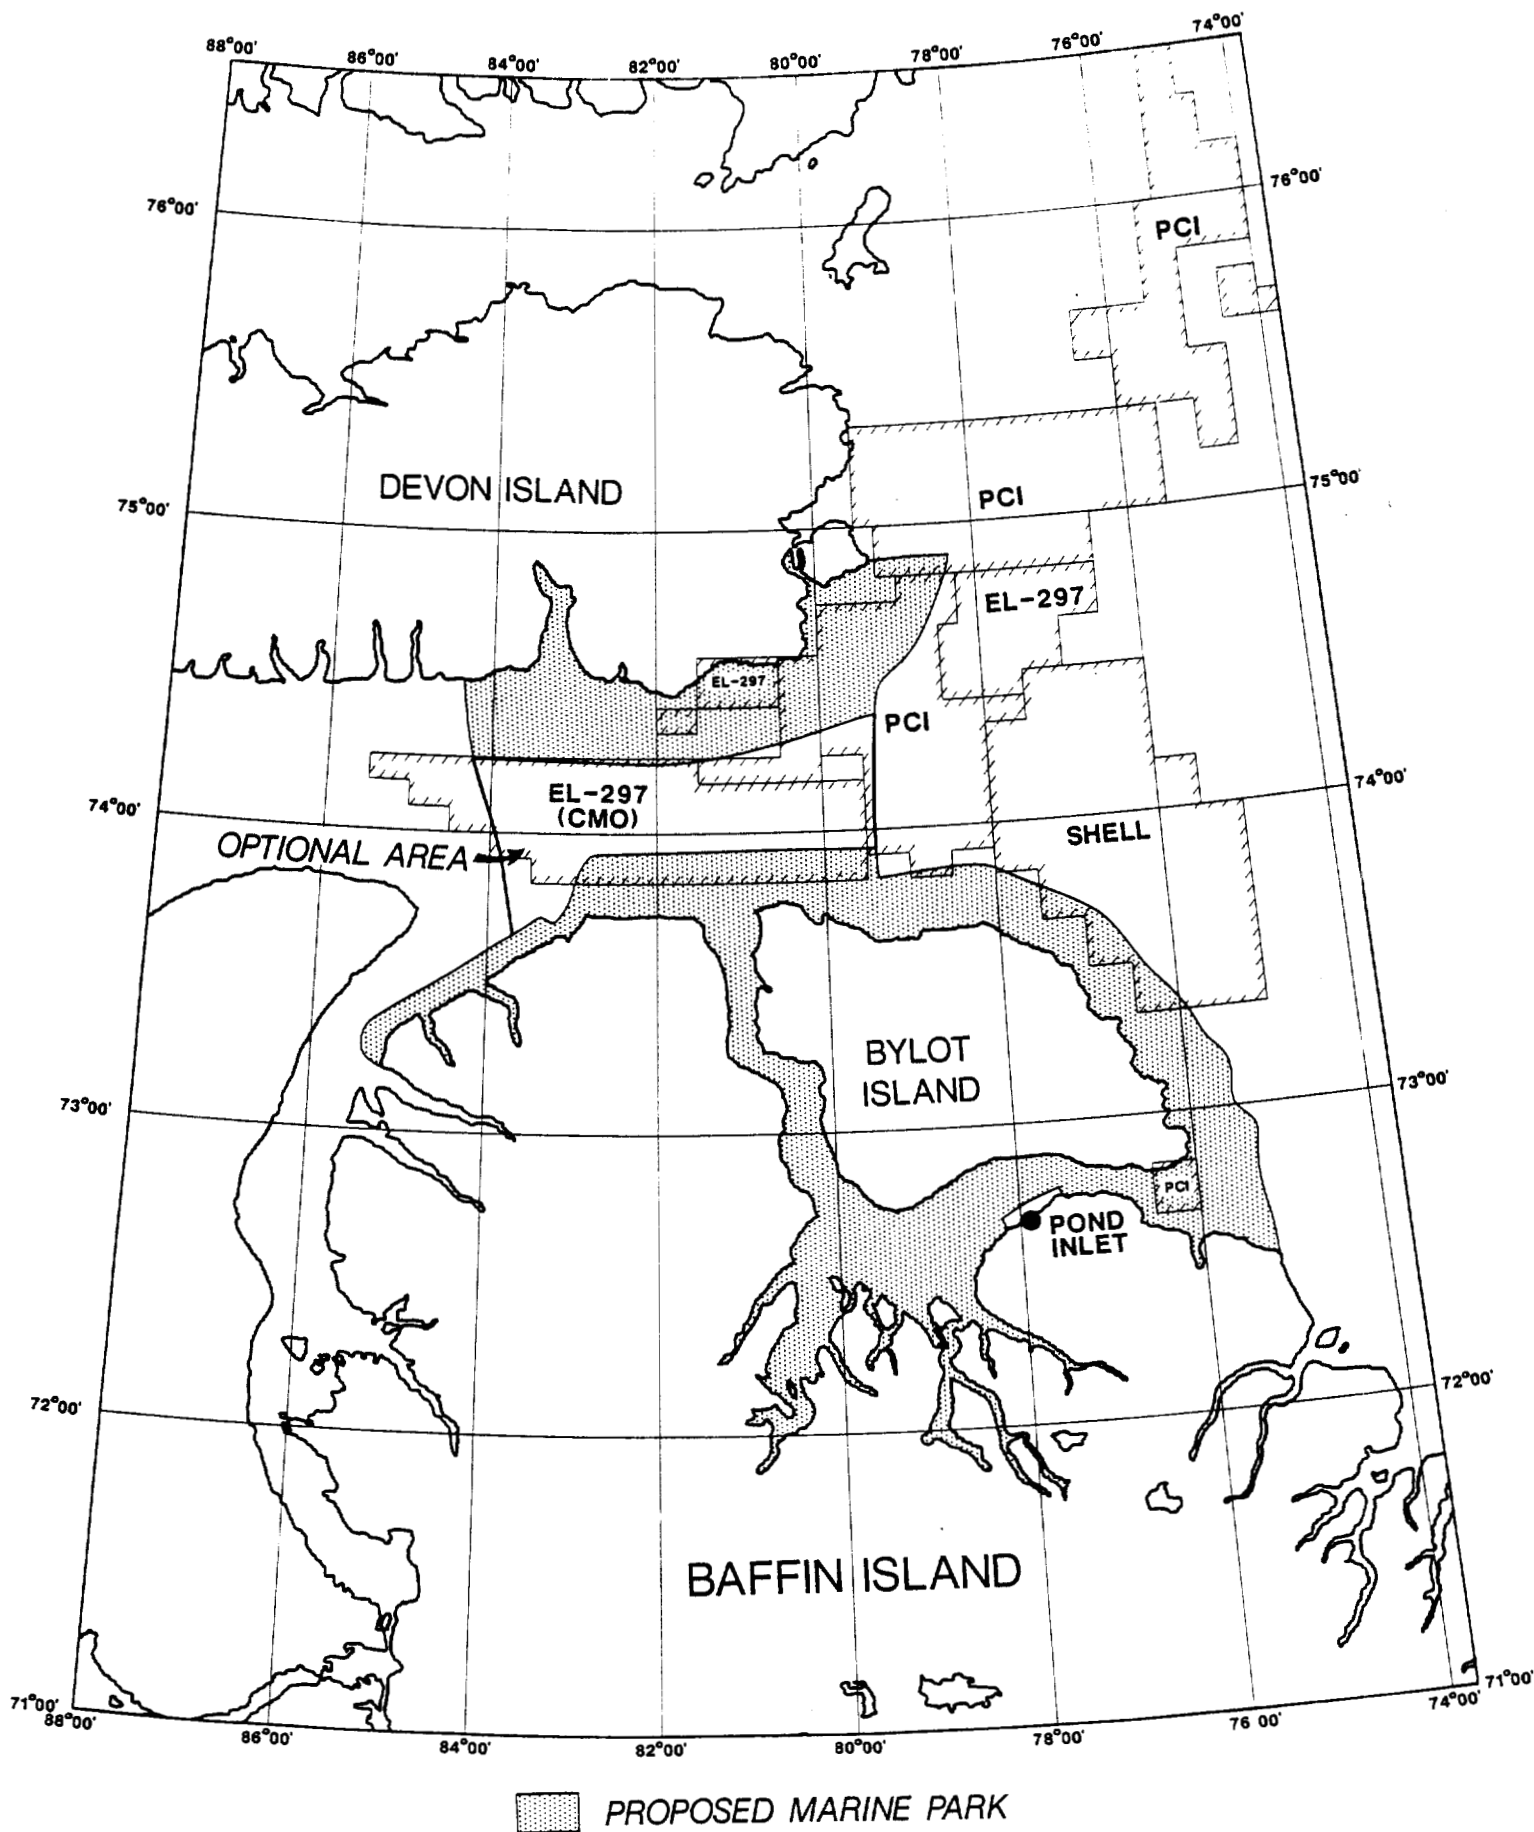 88°00'
86°00'
84°00'
82°00'
80°00'
78°00'
76°00'
74°00'
76°00'
76°00'
PCI
DEVON ISLAND
75°00'
75°00'
PCI
EL-297
EL-297
PCI
74°00'
74°00'
EL-297
(CMO)
OPTIONAL AREA
SHELL
BYLOT
ISLAND
73°00'
73°00'
PCI
POND
INLET
72°00'
72°00'
BAFFIN ISLAND
71°00'
71°00'
88°00'
86°00'
84°00'
82°00'
80°00'
78°00'
76 00'
74°00'
PROPOSED MARINE PARK